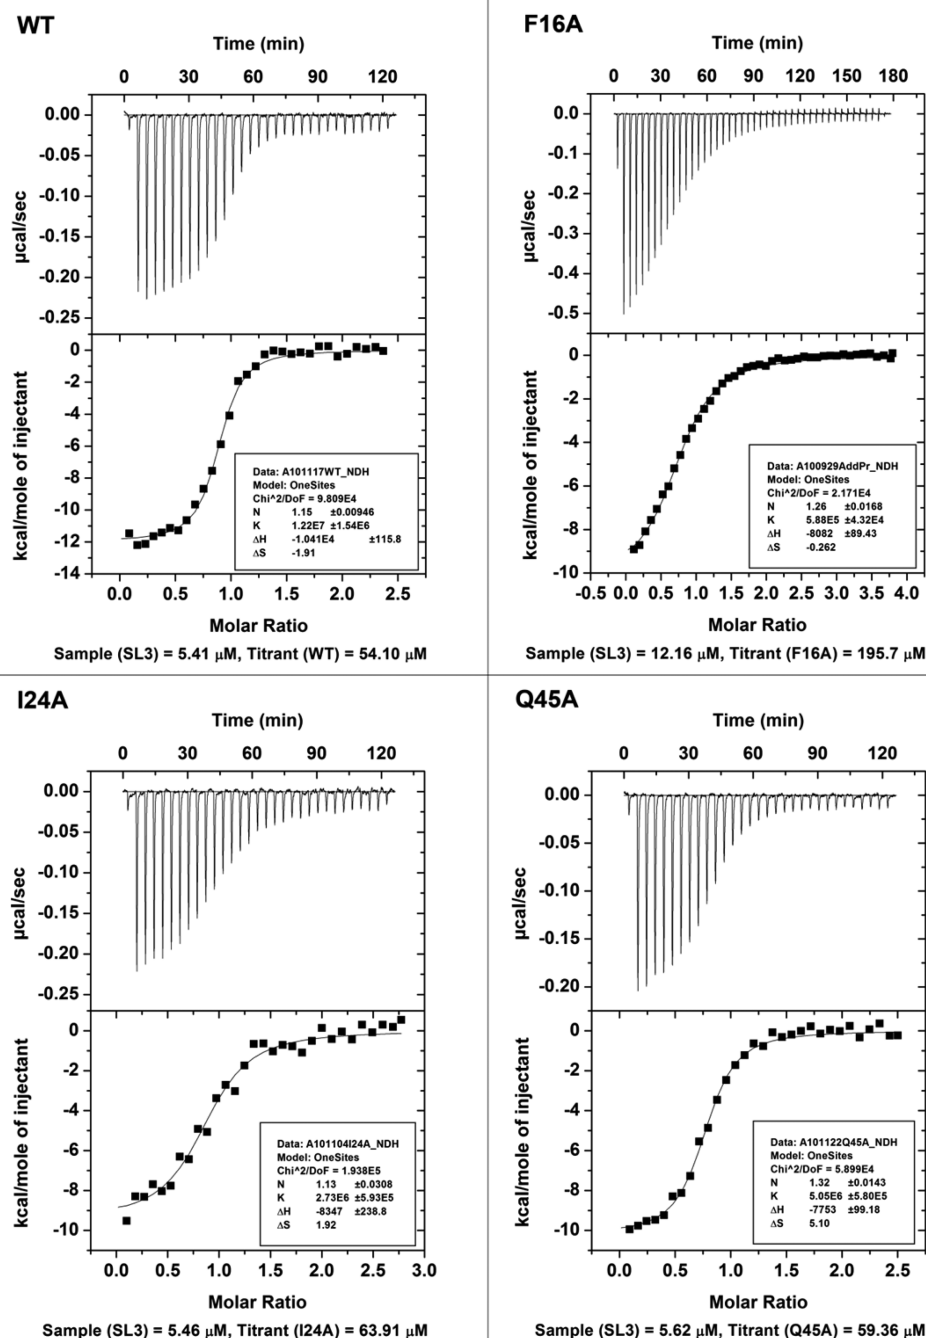 WT
Time (min)
0 30 60 90 120
0.00
-0.05
-0.10
-0.15
-0.20
-0.25
µcal/sec
0
-2
-4
-6
-8
-10
-12
-14
kcal/mole of injectant
Data: A101117WT_NDH
Model: OneSites
Chi^2/DoF = 9.809E4
N 1.15 ±0.00946
K 1.22E7 ±1.54E6
ΔH -1.041E4 ±115.8
ΔS -1.91
0.0 0.5 1.0 1.5 2.0 2.5
Molar Ratio
Sample (SL3) = 5.41 µM, Titrant (WT) = 54.10 µM
F16A
Time (min)
0 30 60 90 120 150 180
0.0
-0.1
-0.2
-0.3
-0.4
-0.5
µcal/sec
0
-2
-4
-6
-8
-10
kcal/mole of injectant
Data: A100929AddPr_NDH
Model: OneSites
Chi^2/DoF = 2.171E4
N 1.26 ±0.0168
K 5.88E5 ±4.32E4
ΔH -8082 ±89.43
ΔS -0.262
-0.5 0.0 0.5 1.0 1.5 2.0 2.5 3.0 3.5 4.0
Molar Ratio
Sample (SL3) = 12.16 µM, Titrant (F16A) = 195.7 µM
I24A
Time (min)
0 30 60 90 120
0.00
-0.05
-0.10
-0.15
-0.20
-0.25
µcal/sec
0
-2
-4
-6
-8
-10
kcal/mole of injectant
Data: A101104I24A_NDH
Model: OneSites
Chi^2/DoF = 1.938E5
N 1.13 ±0.0308
K 2.73E6 ±5.93E5
ΔH -8347 ±238.8
ΔS 1.92
0.0 0.5 1.0 1.5 2.0 2.5 3.0
Molar Ratio
Sample (SL3) = 5.46 µM, Titrant (I24A) = 63.91 µM
Q45A
Time (min)
0 30 60 90 120
0.00
-0.05
-0.10
-0.15
-0.20
µcal/sec
0
-2
-4
-6
-8
-10
kcal/mole of injectant
Data: A101122Q45A_NDH
Model: OneSites
Chi^2/DoF = 5.899E4
N 1.32 ±0.0143
K 5.05E6 ±5.80E5
ΔH -7753 ±99.18
ΔS 5.10
0.0 0.5 1.0 1.5 2.0 2.5
Molar Ratio
Sample (SL3) = 5.62 µM, Titrant (Q45A) = 59.36 µM